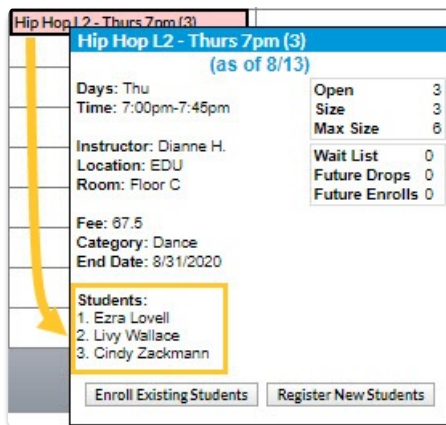 Hip Hop L2 - Thurs 7pm (3)
Hip Hop L2 - Thurs 7pm (3)
(as of 8/13)
Days: Thu
Time: 7:00pm-7:45pm
Instructor: Dianne H.
Location: EDU
Room: Floor C
Fee: 67.5
Category: Dance
End Date: 8/31/2020
Open 3
Size 3
Max Size 6
Wait List 0
Future Drops 0
Future Enrolls 0
Students:
1. Ezra Lovell
2. Livy Wallace
3. Cindy Zackmann
Enroll Existing Students
Register New Students